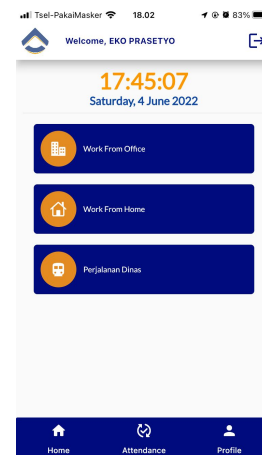 Tsel-PakaiMasker 18.02 83%
Welcome, EKO PRASETYO
17:45:07
Saturday, 4 June 2022
Work From Office
Work From Home
Perjalanan Dinas
Home Attendance Profile